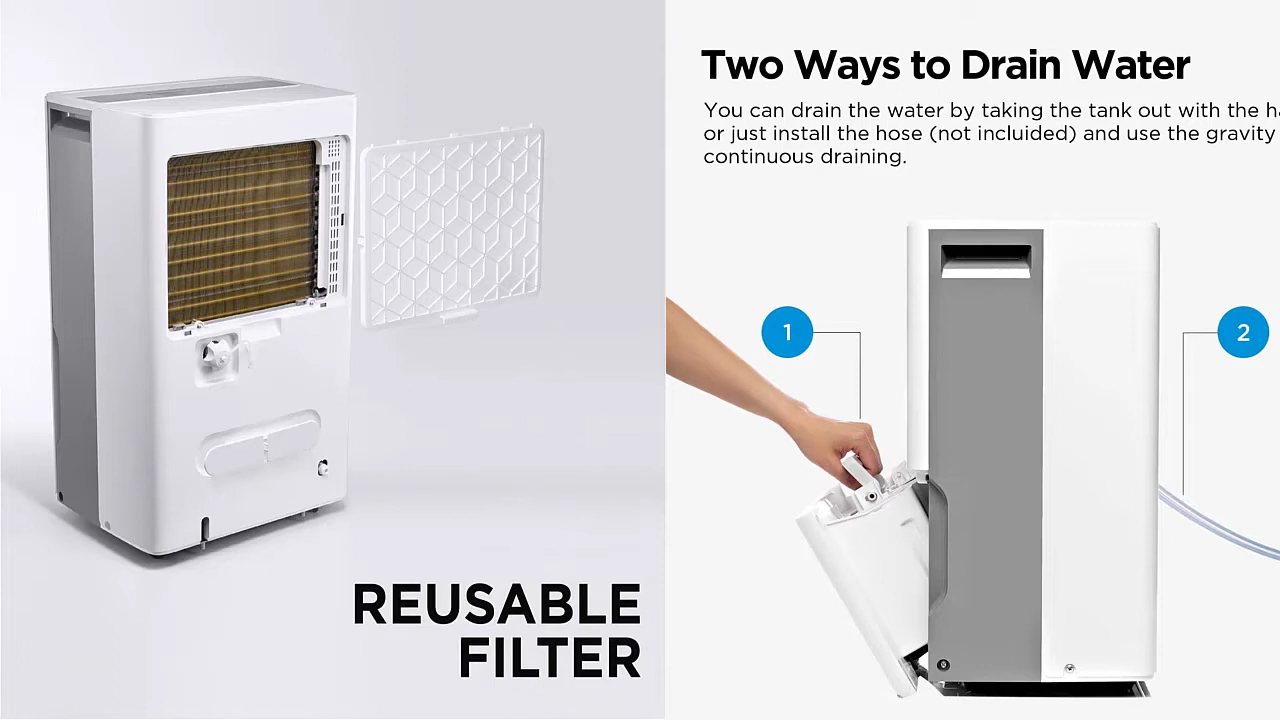 REUSABLE
FILTER
Two Ways to Drain Water
You can drain the water by taking the tank out with the
or just install the hose (not incluided) and use the gravity
continuous draining.
1
2